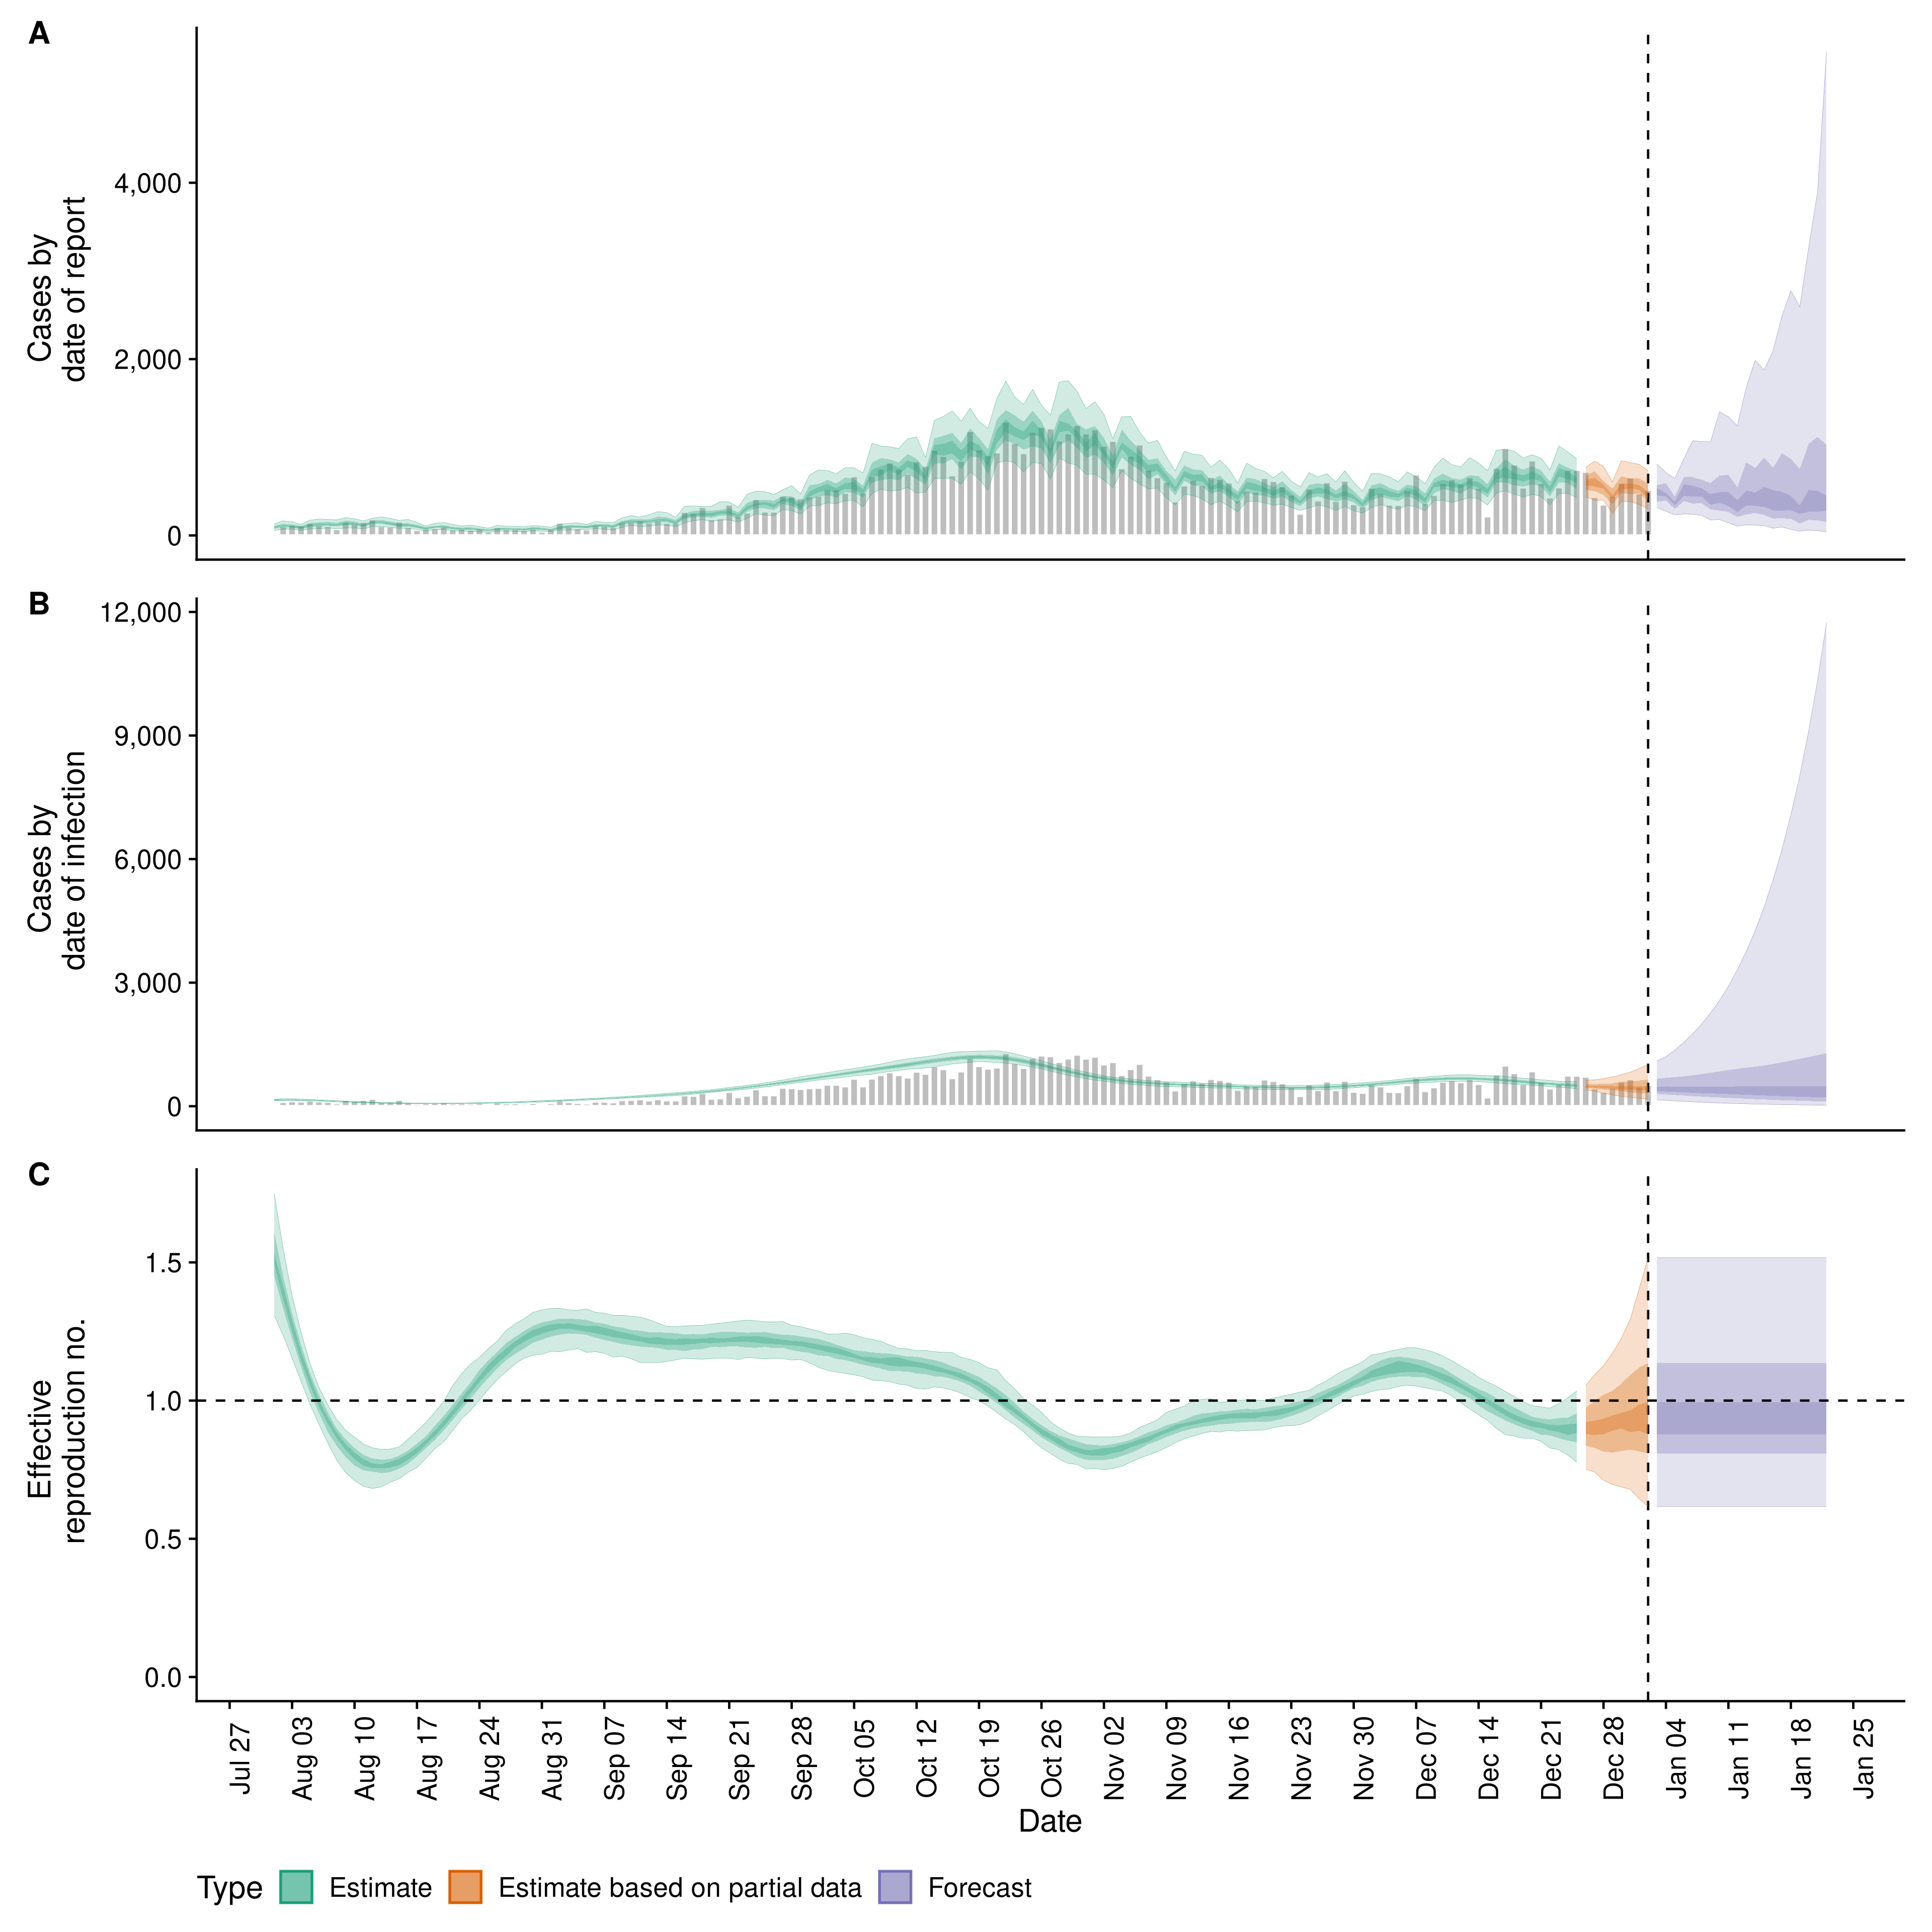 A
Cases by
date of report
4,000
2,000
0
B
Cases by
date of infection
12,000
9,000
6,000
3,000
0
C
Effective
reproduction no.
1.5
1.0
0.5
0.0
Jul 27
Aug 03
Aug 10
Aug 17
Aug 24
Aug 31
Sep 07
Sep 14
Sep 21
Sep 28
Oct 05
Oct 12
Oct 19
Oct 26
Nov 02
Nov 09
Nov 16
Nov 23
Nov 30
Dec 07
Dec 14
Dec 21
Dec 28
Jan 04
Jan 11
Jan 18
Jan 25
Date
Type Estimate Estimate based on partial data Forecast